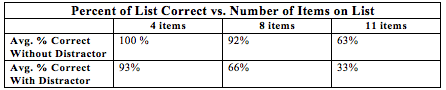 Percent of List Correct vs. Number of Items on List
4 items 8 items 11 items
Avg. % Correct
Without Distractor 100 % 92% 63%
Avg. % Correct
With Distractor 93% 66% 33%